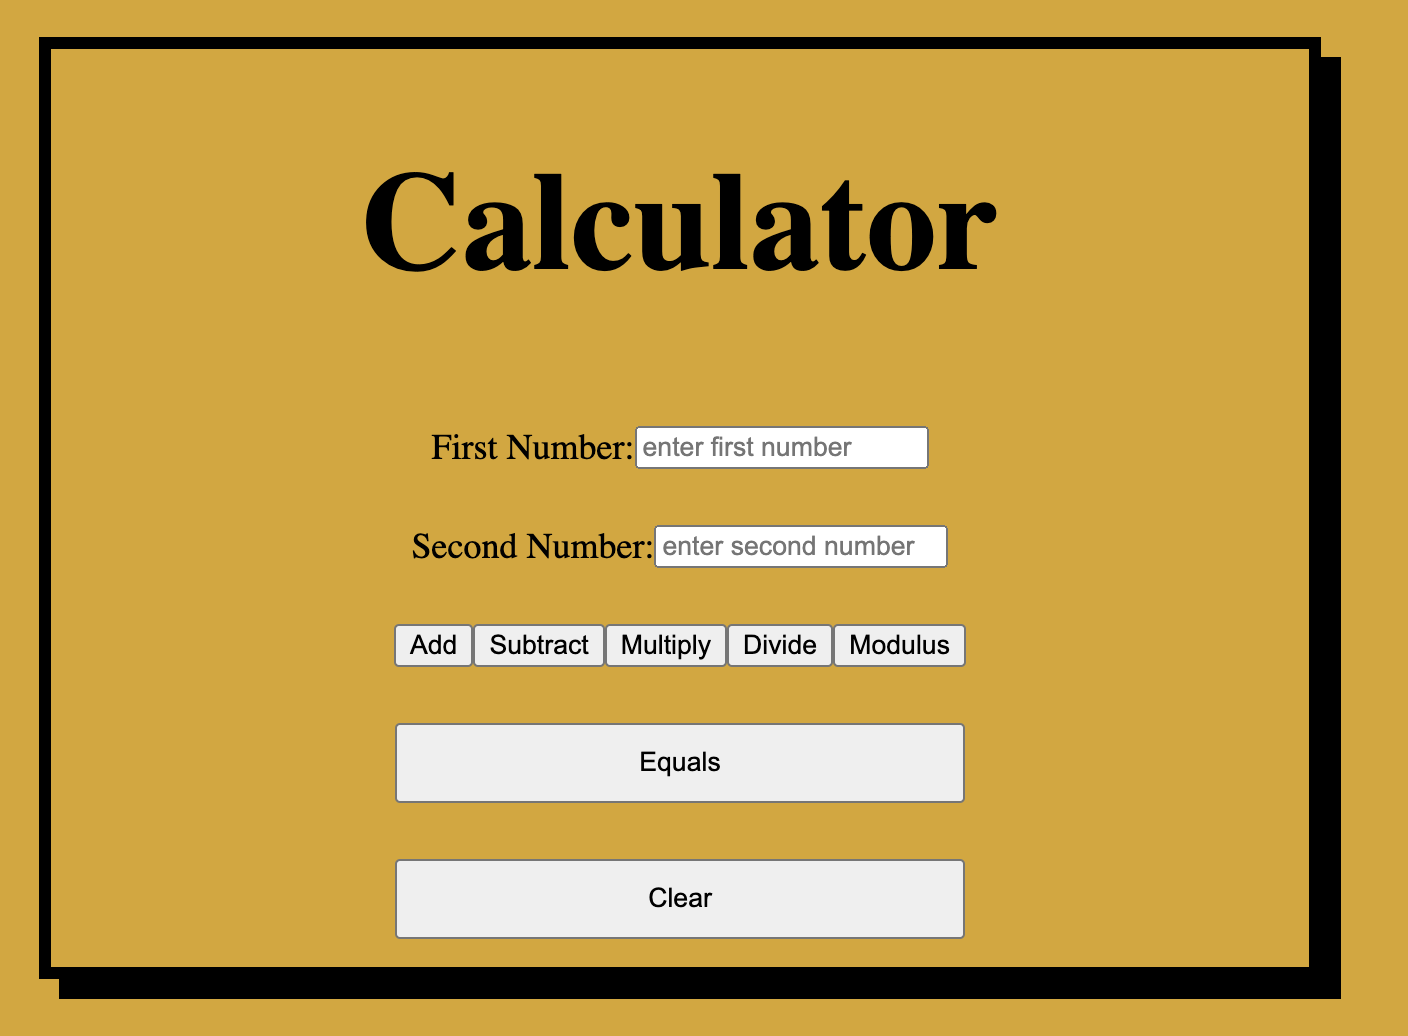 Calculator
First Number: enter first number
Second Number: enter second number
Add Subtract Multiply Divide Modulus
Equals
Clear